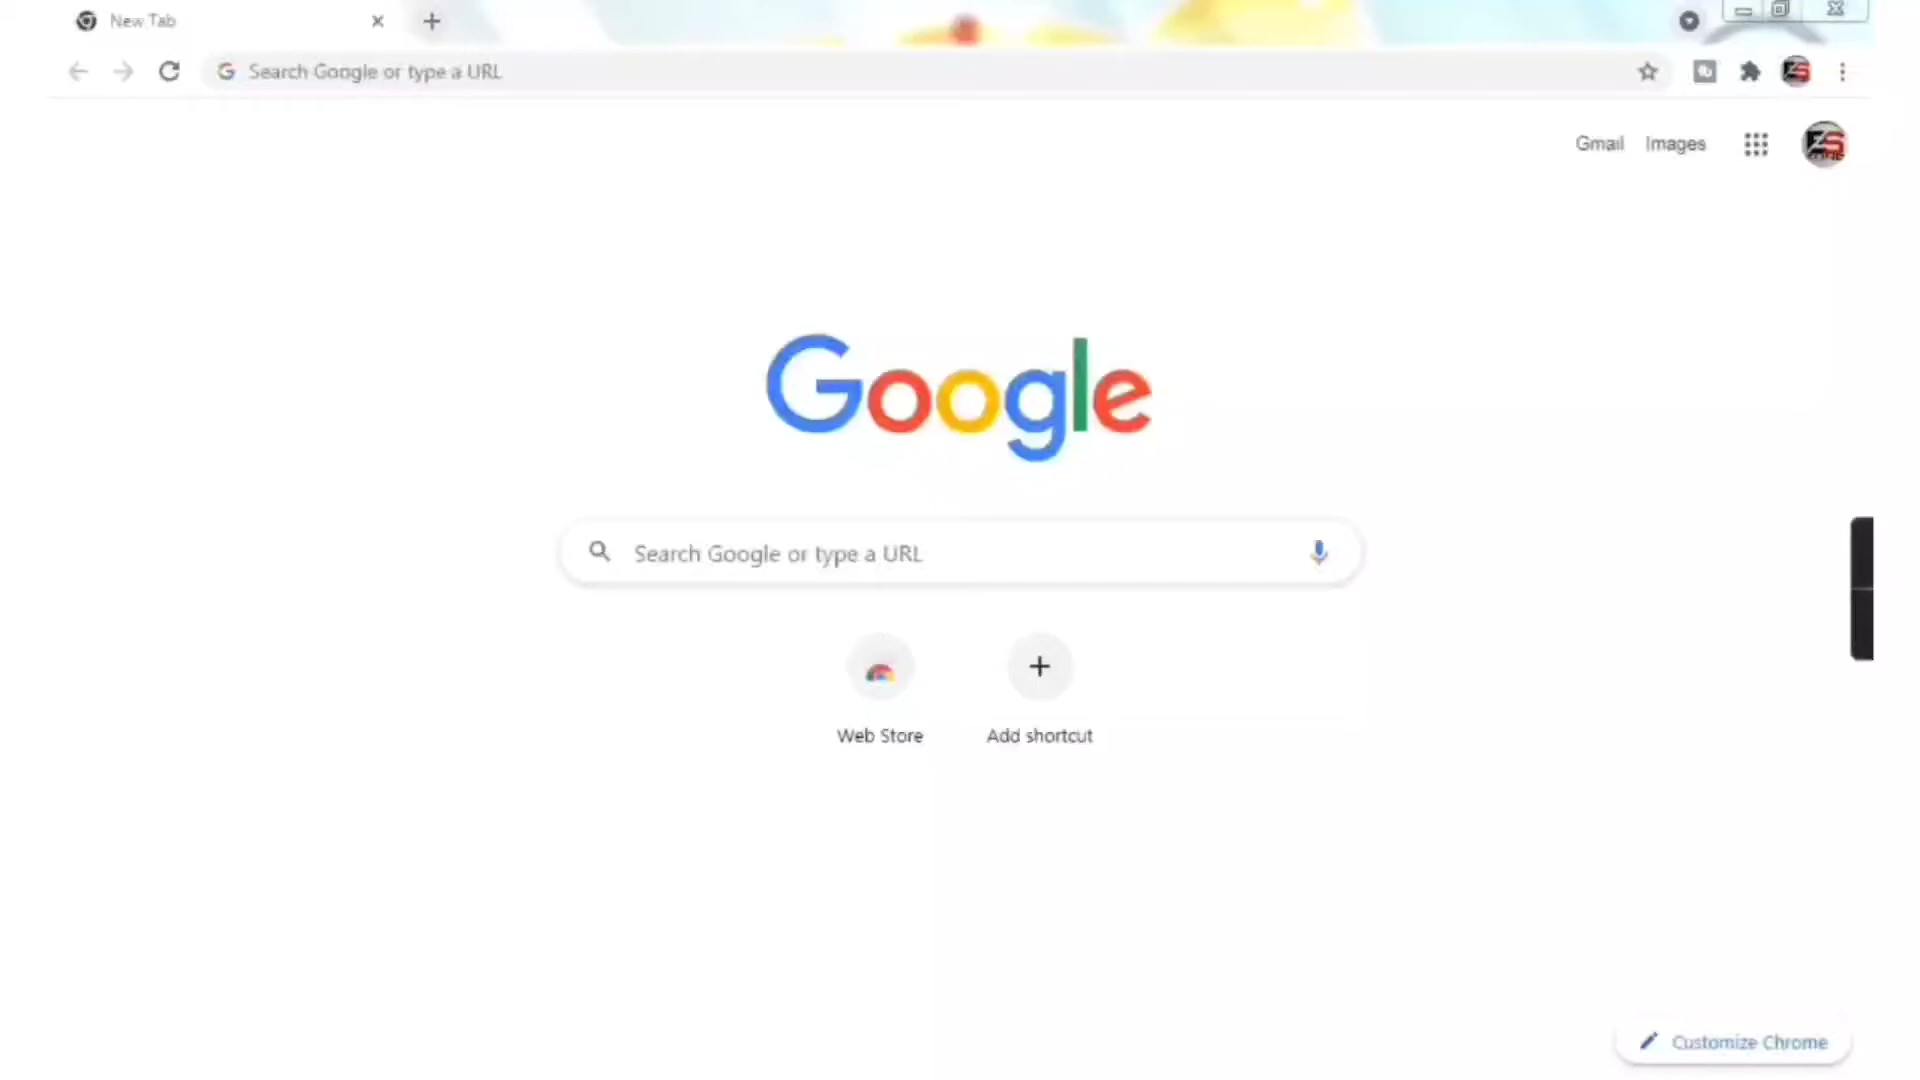 New Tab
Search Google or type a URL
Gmail Images
Google
Search Google or type a URL
Web Store Add shortcut
Customize Chrome